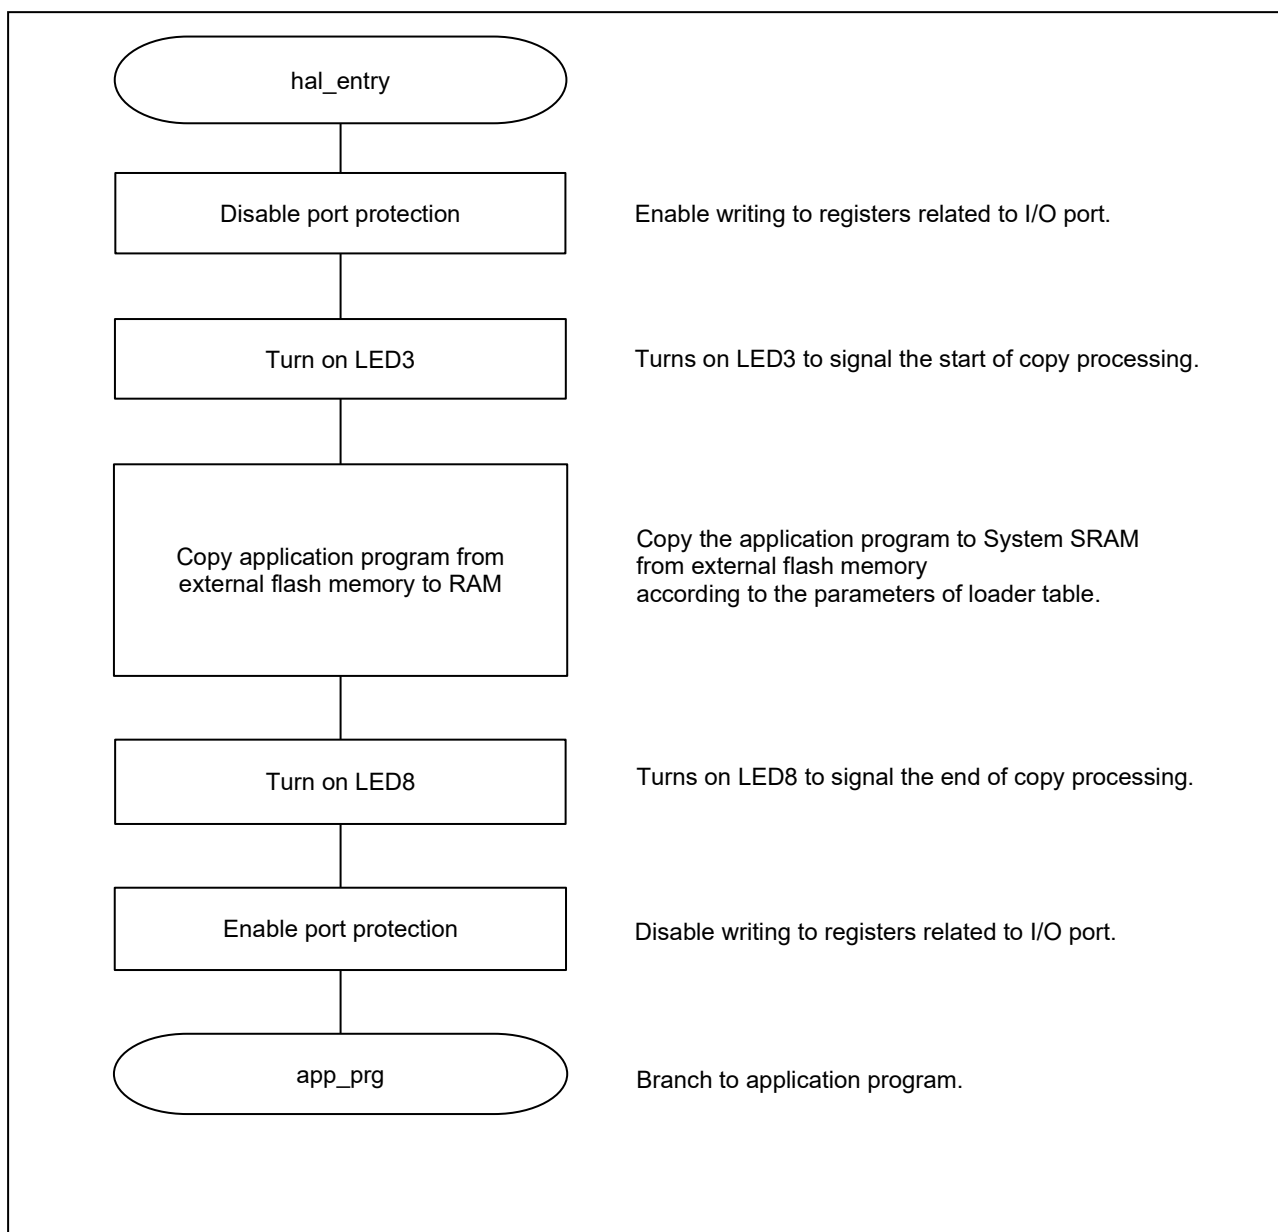 hal_entry
Disable port protection
Enable writing to registers related to I/O port.
Turn on LED3
Turns on LED3 to signal the start of copy processing.
Copy application program from
external flash memory to RAM
Copy the application program to System SRAM
from external flash memory
according to the parameters of loader table.
Turn on LED8
Turns on LED8 to signal the end of copy processing.
Enable port protection
Disable writing to registers related to I/O port.
app_prg
Branch to application program.